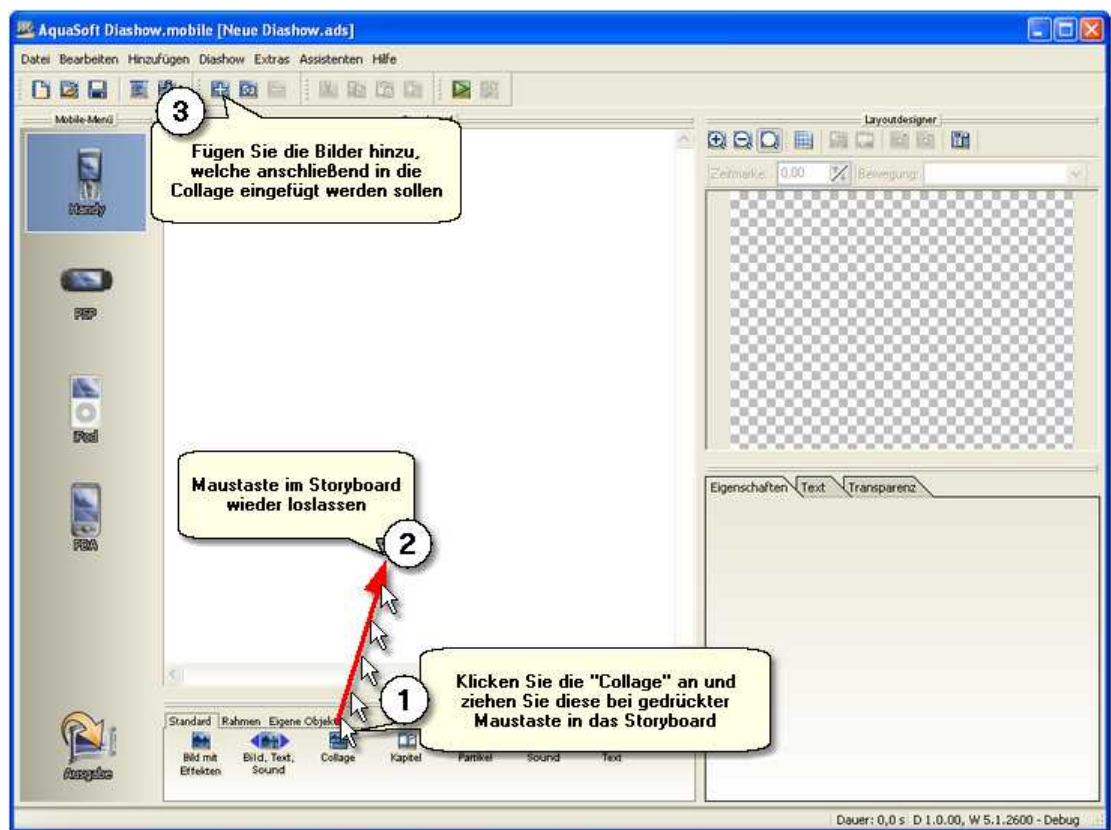 AquaSoft Diashow.mobile [Neue Diashow.ads]
Datei Bearbeiten Hinzufügen Diashow Extras Assistenten Hilfe
Mobile-Menü
Layoutdesigner
3
Fügen Sie die Bilder hinzu,
welche anschließend in die
Collage eingefügt werden sollen
Zeitmarke: 0,00 Bewegung:
Handy
PSP
iPod
PDA
Maustaste im Storyboard
wieder loslassen
2
Eigenschaften Text Transparenz
1
Klicken Sie die "Collage" an und
ziehen Sie diese bei gedrückter
Maustaste in das Storyboard
Standard Rahmen Eigene Objekte
Bild mit
Effekten
Bild, Text,
Sound
Collage
Kapitel
Partikel
Sound
Text
Ausgabe
Dauer: 0,0 s D 1.0.00, W 5.1.2600 - Debug